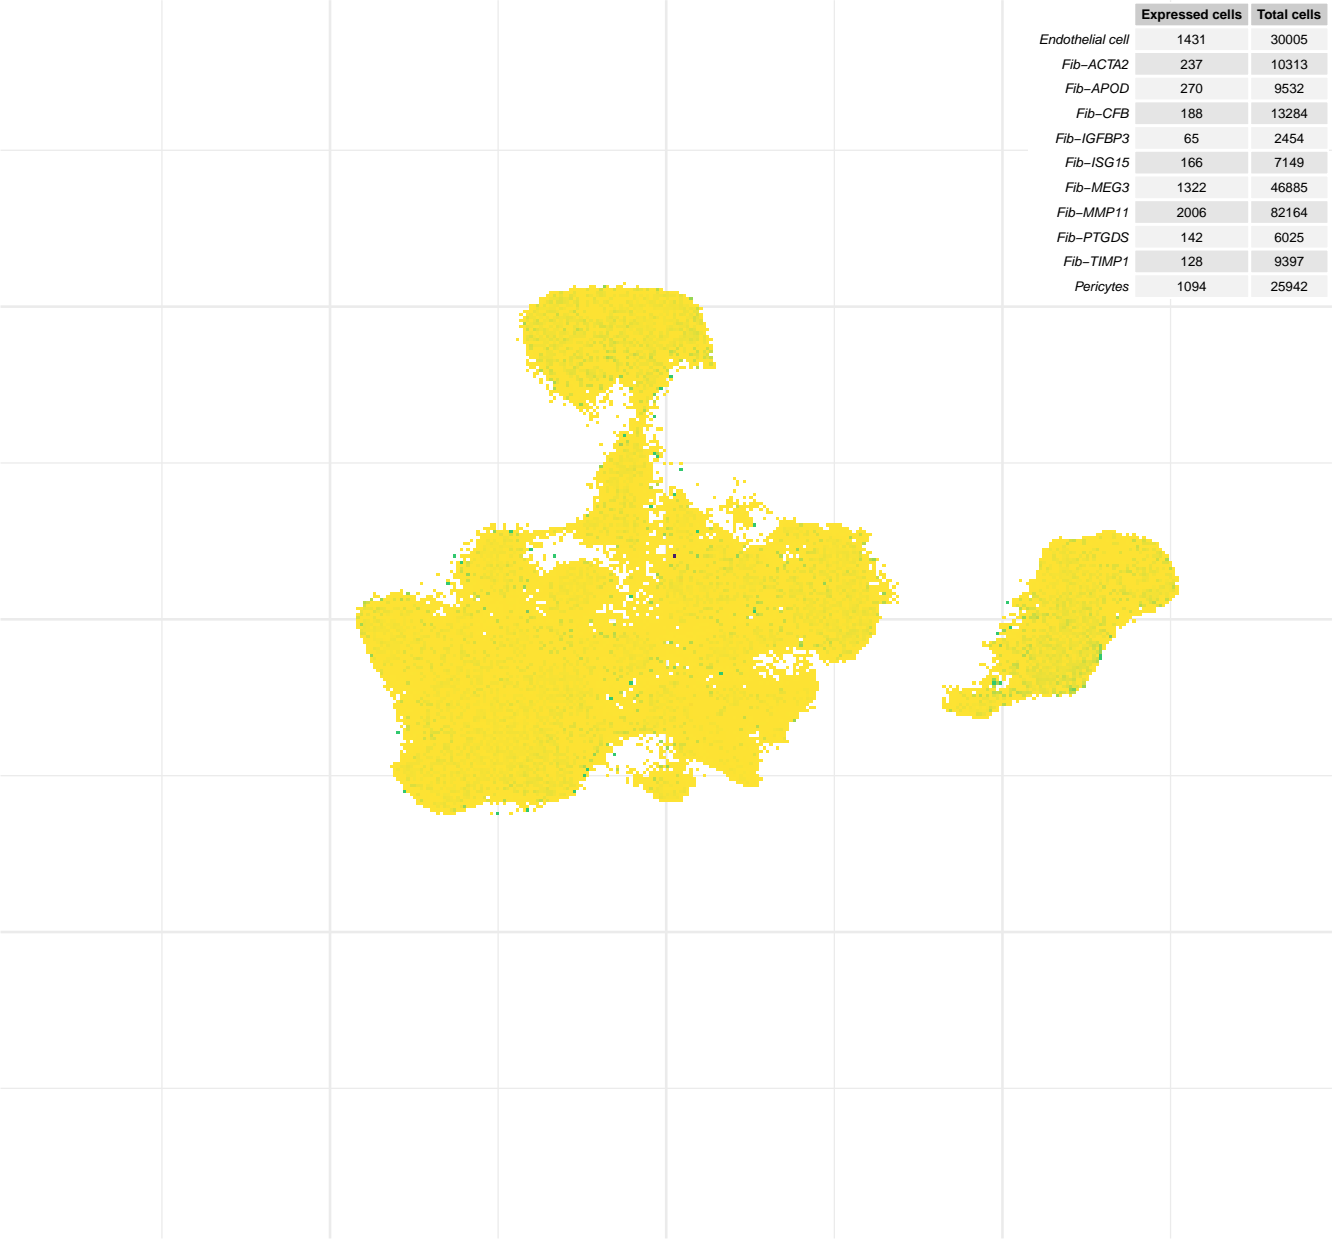 Expressed cells Total cells
Endothelial cell 1431 30005
Fib−ACTA2 237 10313
Fib−APOD 270 9532
Fib−CFB 188 13284
Fib−IGFBP3 65 2454
Fib−ISG15 166 7149
Fib−MEG3 1322 46885
Fib−MMP11 2006 82164
Fib−PTGDS 142 6025
Fib−TIMP1 128 9397
Pericytes 1094 25942